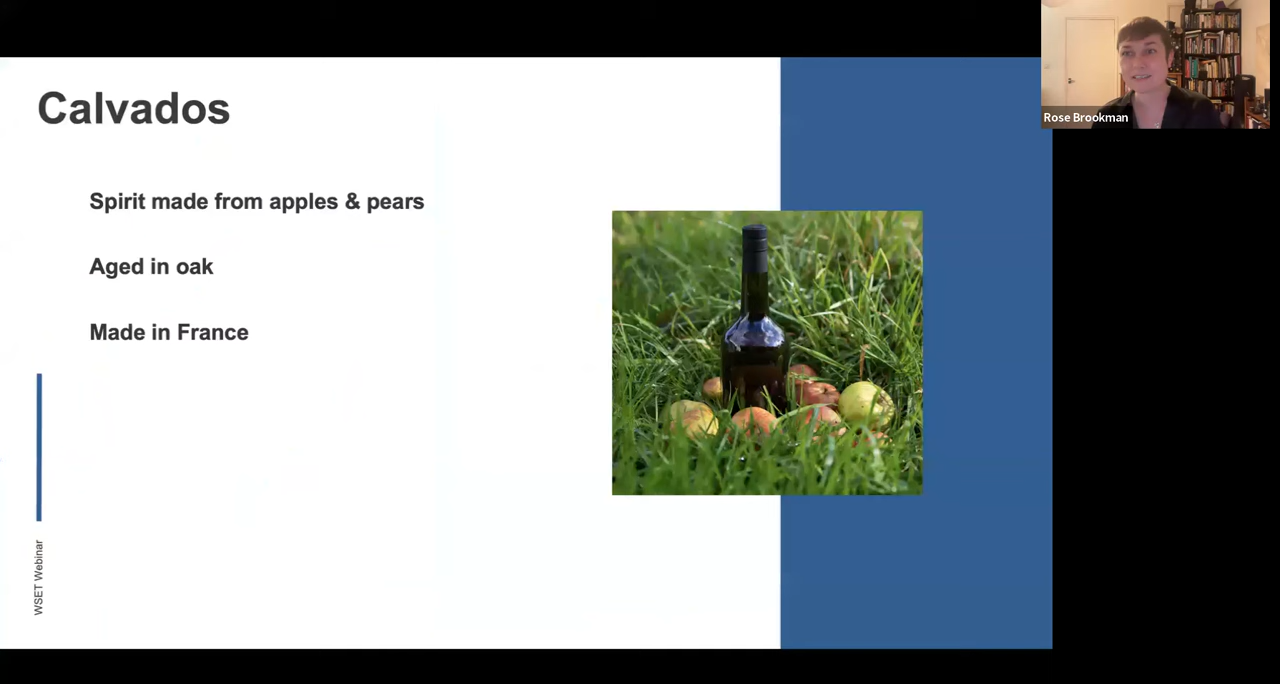 Calvados
Spirit made from apples & pears
Aged in oak
Made in France
WSET Webinar
Rose Brookman